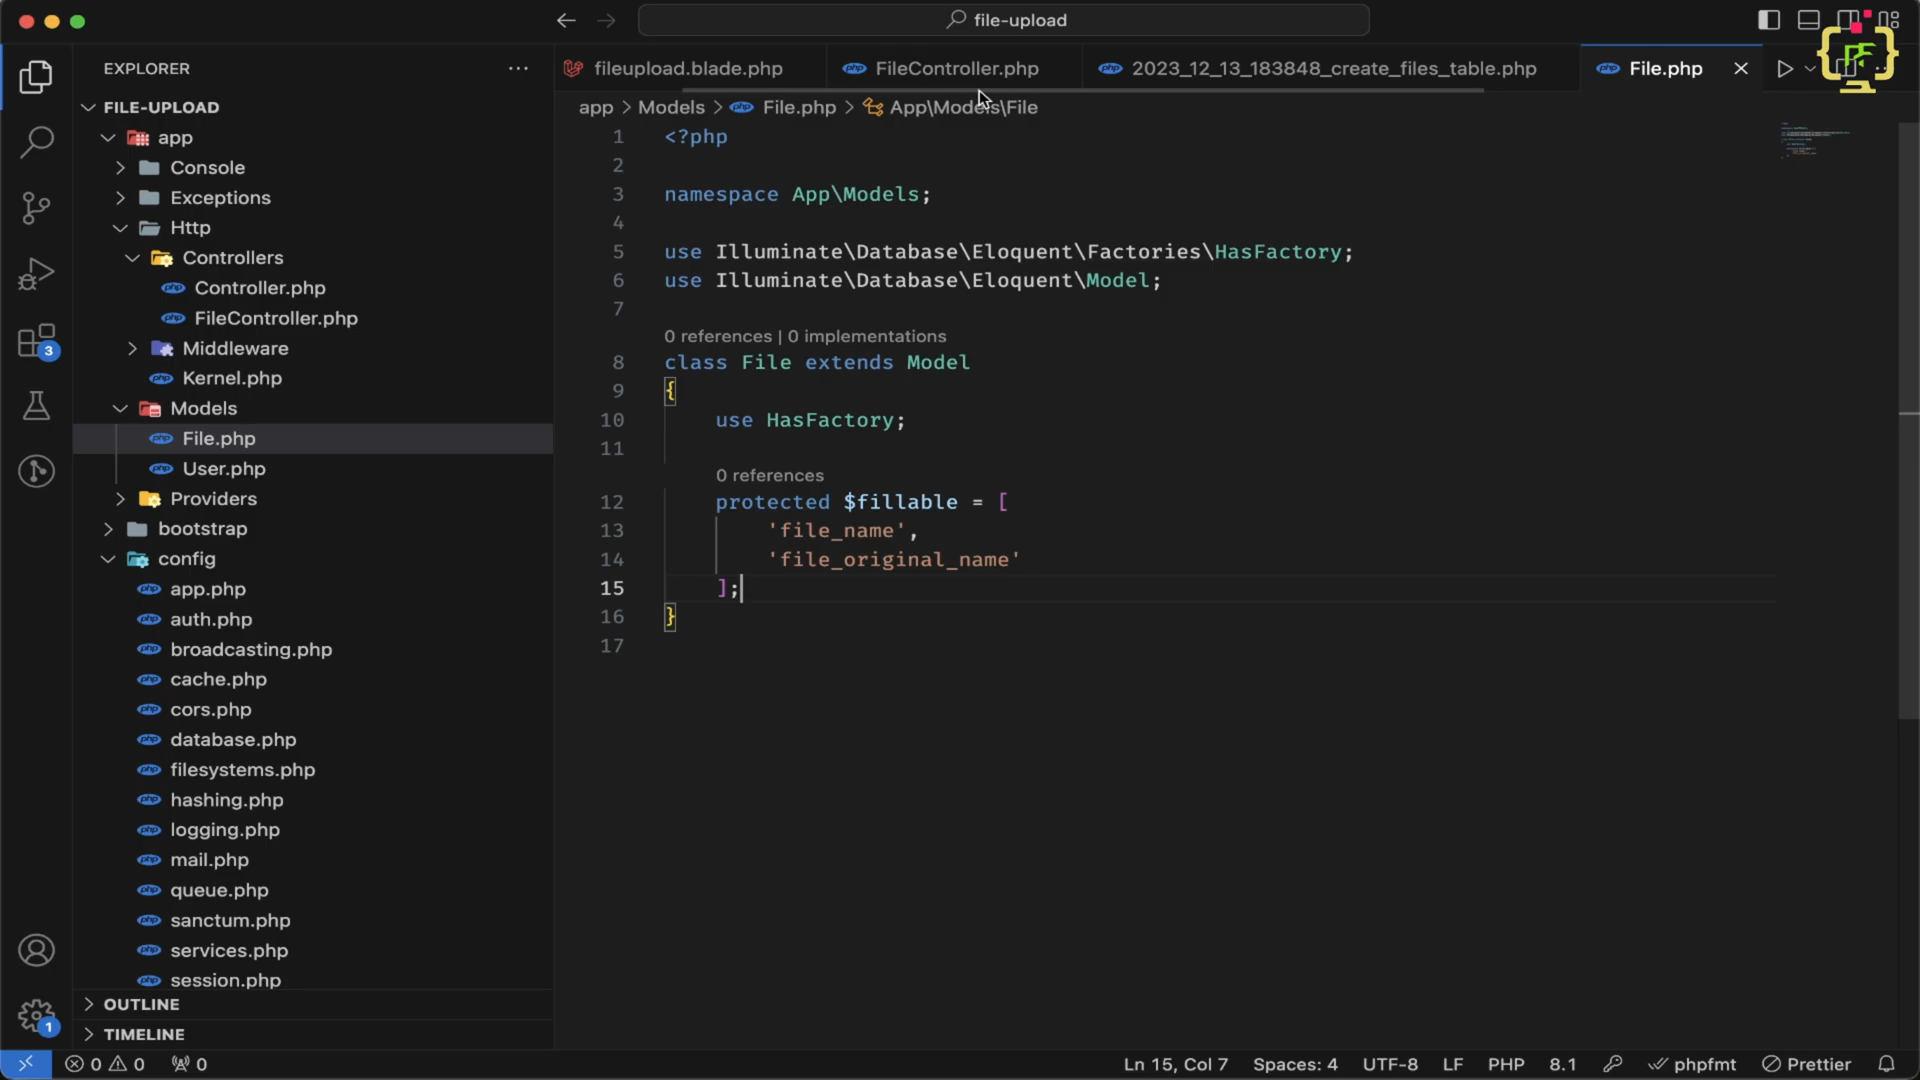 file-upload
EXPLORER
FILE-UPLOAD
app
Console
Exceptions
Http
Controllers
Controller.php
FileController.php
Middleware
Kernel.php
Models
File.php
User.php
Providers
bootstrap
config
app.php
auth.php
broadcasting.php
cache.php
cors.php
database.php
filesystems.php
hashing.php
logging.php
mail.php
queue.php
sanctum.php
services.php
session.php
OUTLINE
TIMELINE
3
1
fileupload.blade.php
FileController.php
2023_12_13_183848_create_files_table.php
File.php
PF
app > Models > File.php > App\Models\File
1 <?php
2
3 namespace App\Models;
4
5 use Illuminate\Database\Eloquent\Factories\HasFactory;
6 use Illuminate\Database\Eloquent\Model;
7
0 references | 0 implementations
8 class File extends Model
9 {
10 use HasFactory;
11
0 references
12 protected $fillable = [
13 'file_name',
14 'file_original_name'
15 ];
16 }
17
0 0 0
Ln 15, Col 7 Spaces: 4 UTF-8 LF PHP 8.1 phpfmt Prettier